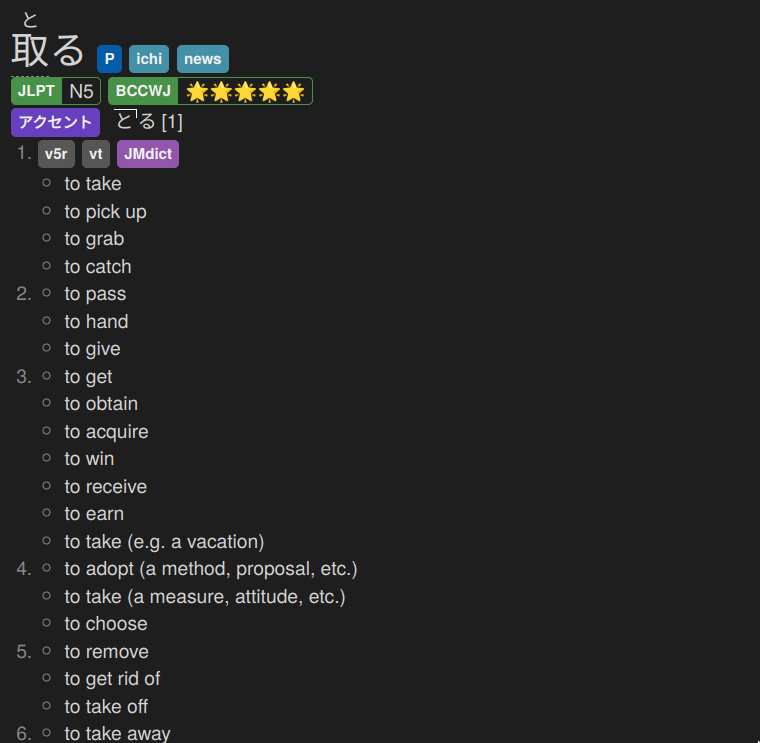 と
取る P ichi news
JLPT N5 BCCWJ 🌟🌟🌟🌟🌟
アクセント とる [1]
1. v5r vt JMdict
○ to take
○ to pick up
○ to grab
○ to catch
2. ○ to pass
○ to hand
○ to give
3. ○ to get
○ to obtain
○ to acquire
○ to win
○ to receive
○ to earn
○ to take (e.g. a vacation)
4. ○ to adopt (a method, proposal, etc.)
○ to take (a measure, attitude, etc.)
○ to choose
5. ○ to remove
○ to get rid of
○ to take off
6. ○ to take away